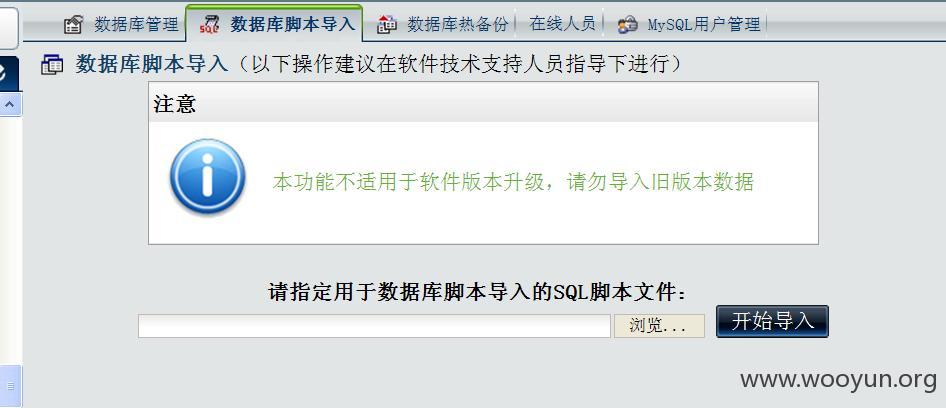 数据库管理 数据库脚本导入 数据库热备份 在线人员 MySQL用户管理
数据库脚本导入（以下操作建议在软件技术支持人员指导下进行）
注意
本功能不适用于软件版本升级，请勿导入旧版本数据
请指定用于数据库脚本导入的SQL脚本文件：
浏览... 开始导入
www.wooyun.org